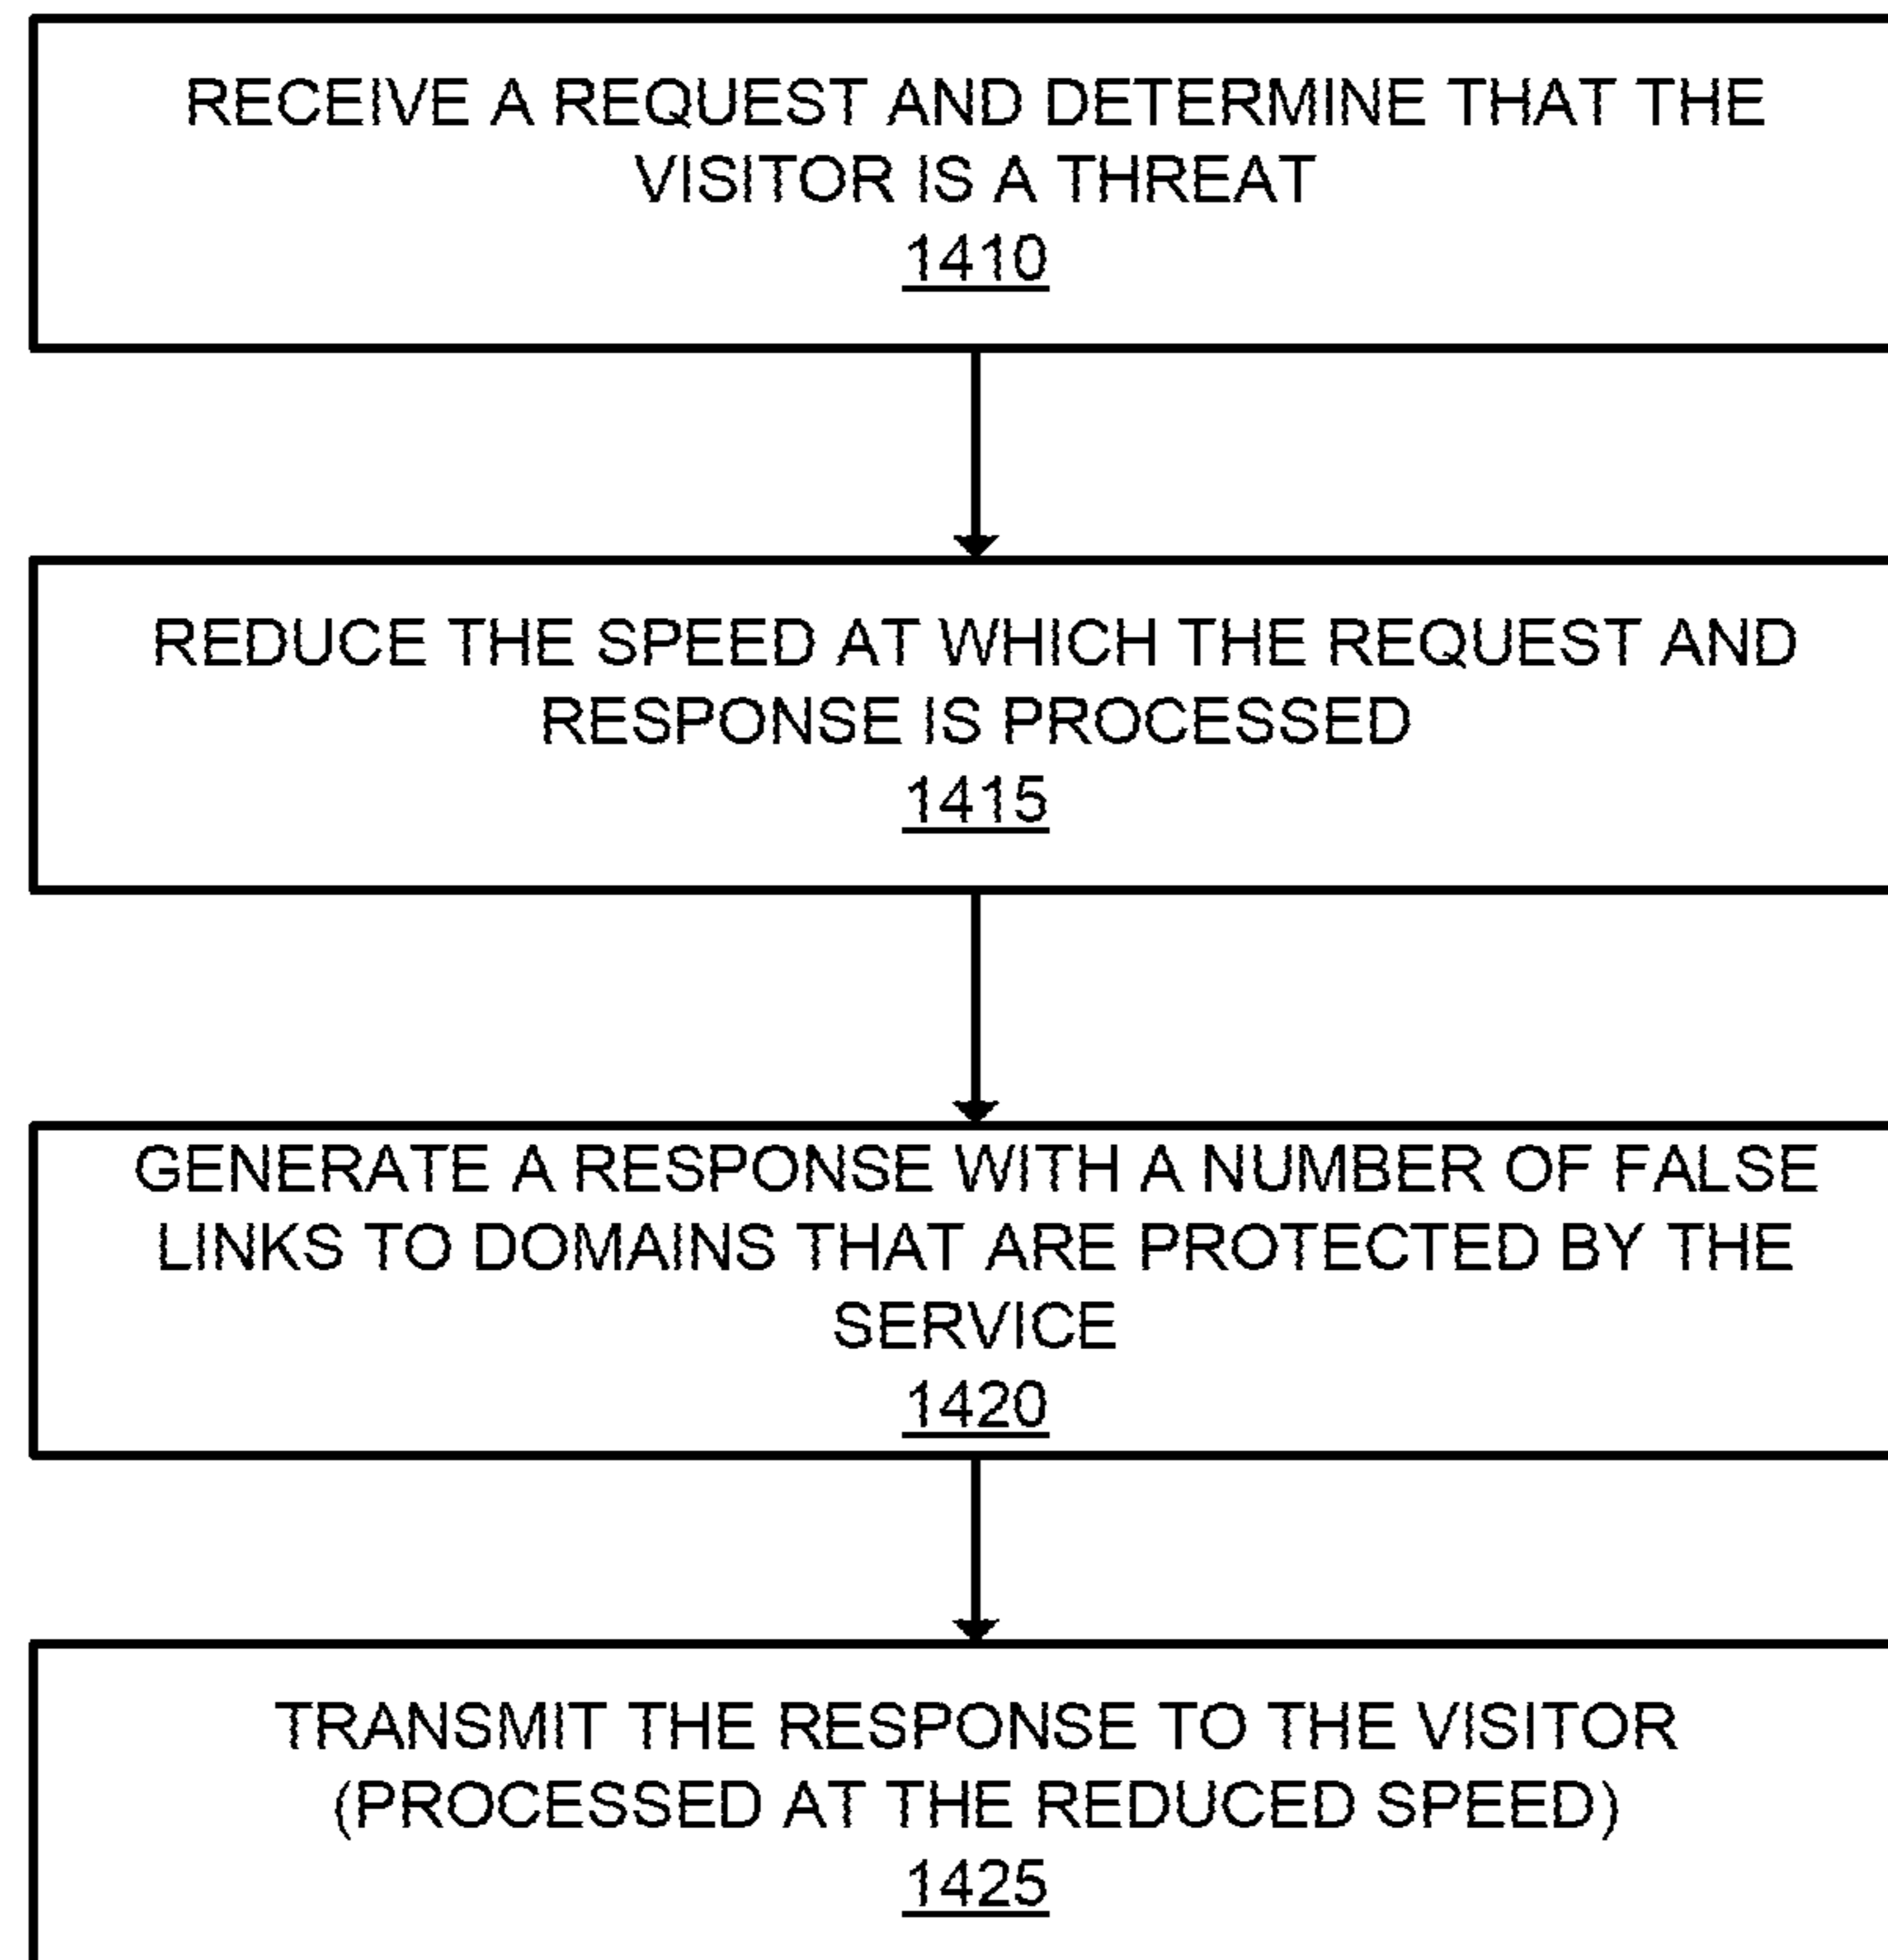 RECEIVE A REQUEST AND DETERMINE THAT THE
VISITOR IS A THREAT
1410
REDUCE THE SPEED AT WHICH THE REQUEST AND
RESPONSE IS PROCESSED
1415
GENERATE A RESPONSE WITH A NUMBER OF FALSE
LINKS TO DOMAINS THAT ARE PROTECTED BY THE
SERVICE
1420
TRANSMIT THE RESPONSE TO THE VISITOR
(PROCESSED AT THE REDUCED SPEED)
1425